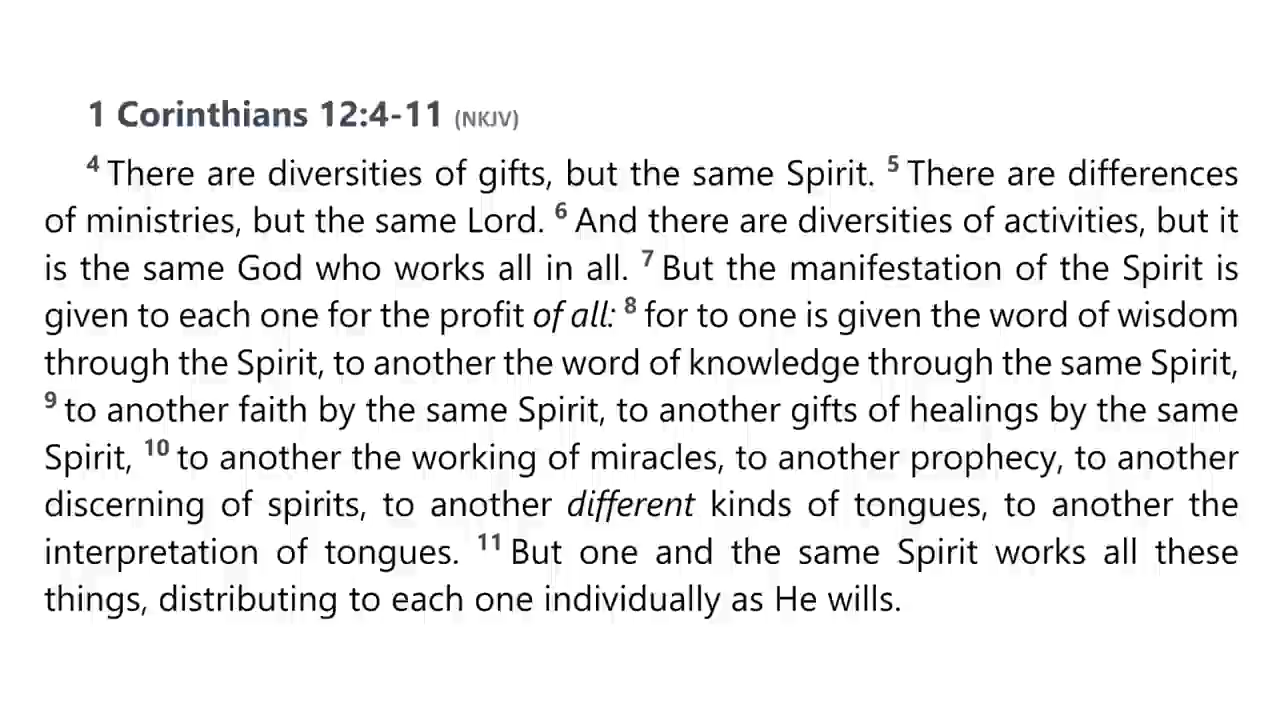 1 Corinthians 12:4-11 (NKJV)
4 There are diversities of gifts, but the same Spirit. 5 There are differences
of ministries, but the same Lord. 6 And there are diversities of activities, but it
is the same God who works all in all. 7 But the manifestation of the Spirit is
given to each one for the profit of all: 8 for to one is given the word of wisdom
through the Spirit, to another the word of knowledge through the same Spirit,
9 to another faith by the same Spirit, to another gifts of healings by the same
Spirit, 10 to another the working of miracles, to another prophecy, to another
discerning of spirits, to another different kinds of tongues, to another the
interpretation of tongues. 11 But one and the same Spirit works all these
things, distributing to each one individually as He wills.